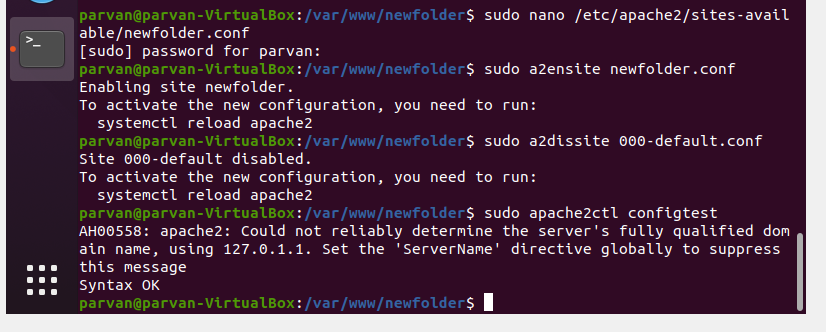 parvan@parvan-VirtualBox:/var/www/newfolder$ sudo nano /etc/apache2/sites-avail
able/newfolder.conf
[sudo] password for parvan:
parvan@parvan-VirtualBox:/var/www/newfolder$ sudo a2ensite newfolder.conf
Enabling site newfolder.
To activate the new configuration, you need to run:
  systemctl reload apache2
parvan@parvan-VirtualBox:/var/www/newfolder$ sudo a2dissite 000-default.conf
Site 000-default disabled.
To activate the new configuration, you need to run:
  systemctl reload apache2
parvan@parvan-VirtualBox:/var/www/newfolder$ sudo apache2ctl configtest
AH00558: apache2: Could not reliably determine the server's fully qualified dom
ain name, using 127.0.1.1. Set the 'ServerName' directive globally to suppress
this message
Syntax OK
parvan@parvan-VirtualBox:/var/www/newfolder$